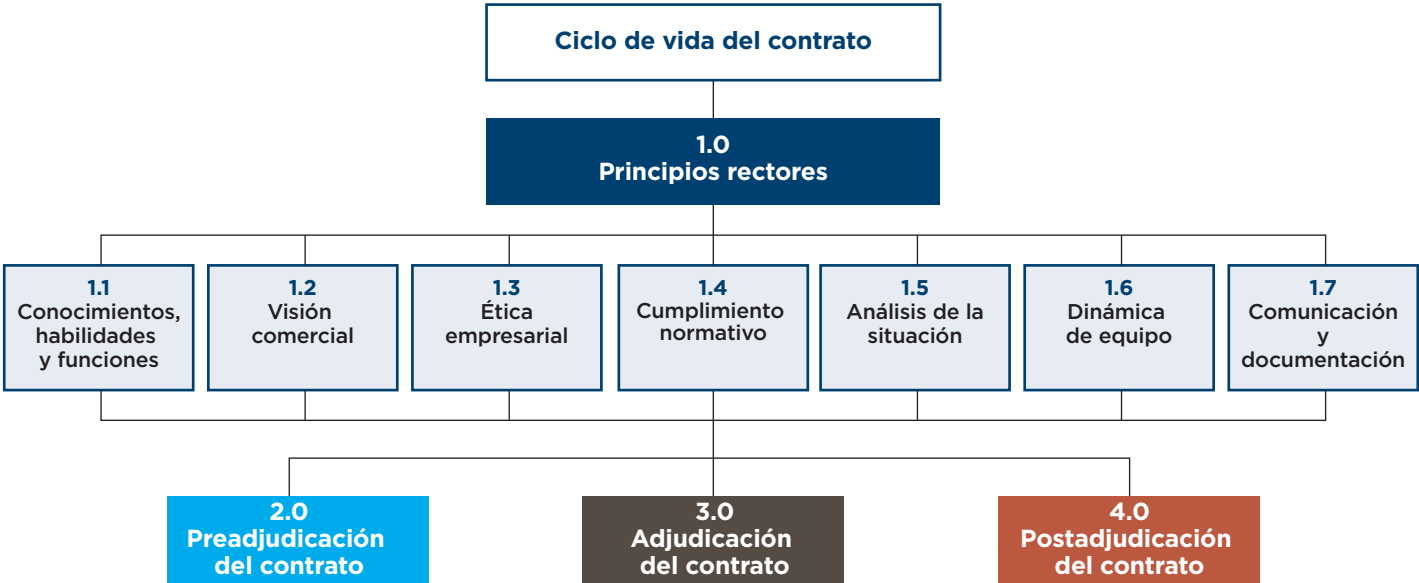 Ciclo de vida del contrato
1.0
Principios rectores
1.1
Conocimientos,
habilidades
y funciones
1.2
Visión
comercial
1.3
Ética
empresarial
1.4
Cumplimiento
normativo
1.5
Análisis de la
situación
1.6
Dinámica
de equipo
1.7
Comunicación
y
documentación
2.0
Preadjudicación
del contrato
3.0
Adjudicación
del contrato
4.0
Postadjudicación
del contrato